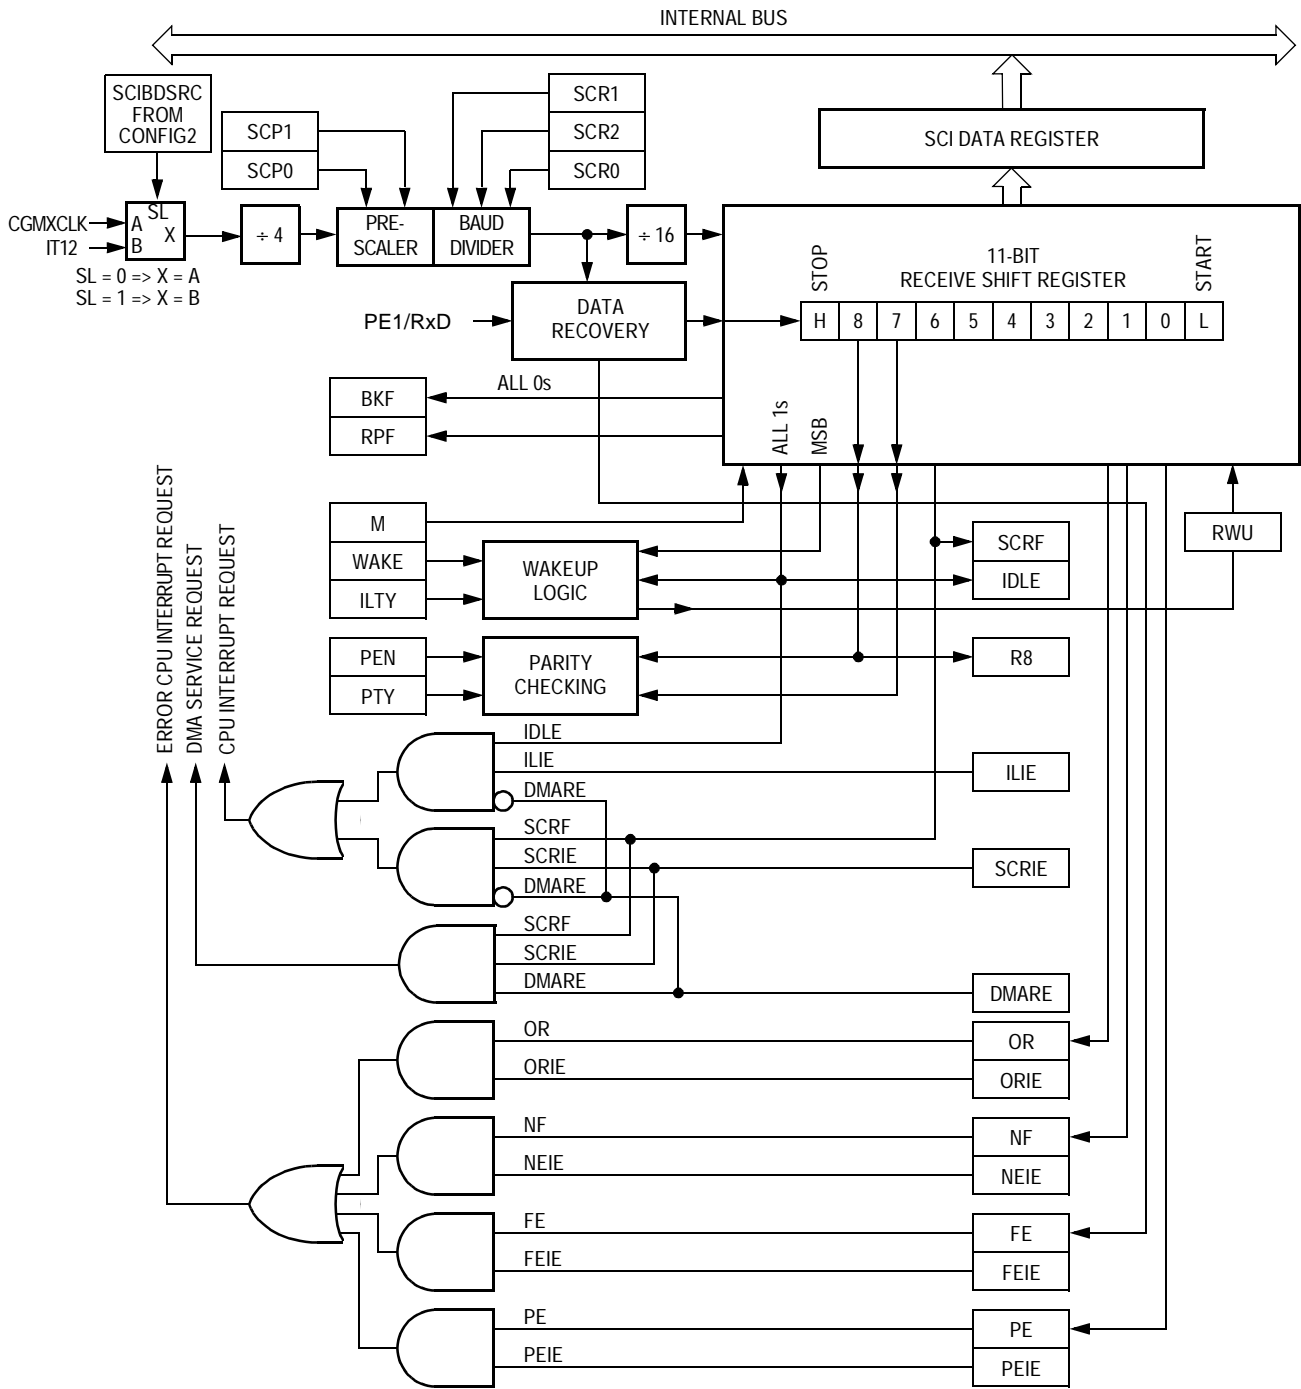 INTERNAL BUS
SCIBDSRC
FROM
CONFIG2
SCP1
SCP0
SCR1
SCR2
SCR0
SCI DATA REGISTER
CGMXCLK
IT12
A
B
SL
X
SL = 0 => X = A
SL = 1 => X = B
÷ 4
PRE-
SCALER
BAUD
DIVIDER
÷ 16
STOP
11-BIT
RECEIVE SHIFT REGISTER
START
H 8 7 6 5 4 3 2 1 0 L
PE1/RxD
DATA
RECOVERY
ALL 0s
BKF
RPF
ALL 1s
MSB
M
WAKE
ILTY
WAKEUP
LOGIC
SCRF
IDLE
RWU
PEN
PTY
PARITY
CHECKING
R8
ERROR CPU INTERRUPT REQUEST
DMA SERVICE REQUEST
CPU INTERRUPT REQUEST
IDLE
ILIE
DMARE
ILIE
SCRF
SCRIE
DMARE
SCRIE
SCRF
SCRIE
DMARE
DMARE
OR
ORIE
OR
ORIE
NF
NEIE
NF
NEIE
FE
FEIE
FE
FEIE
PE
PEIE
PE
PEIE